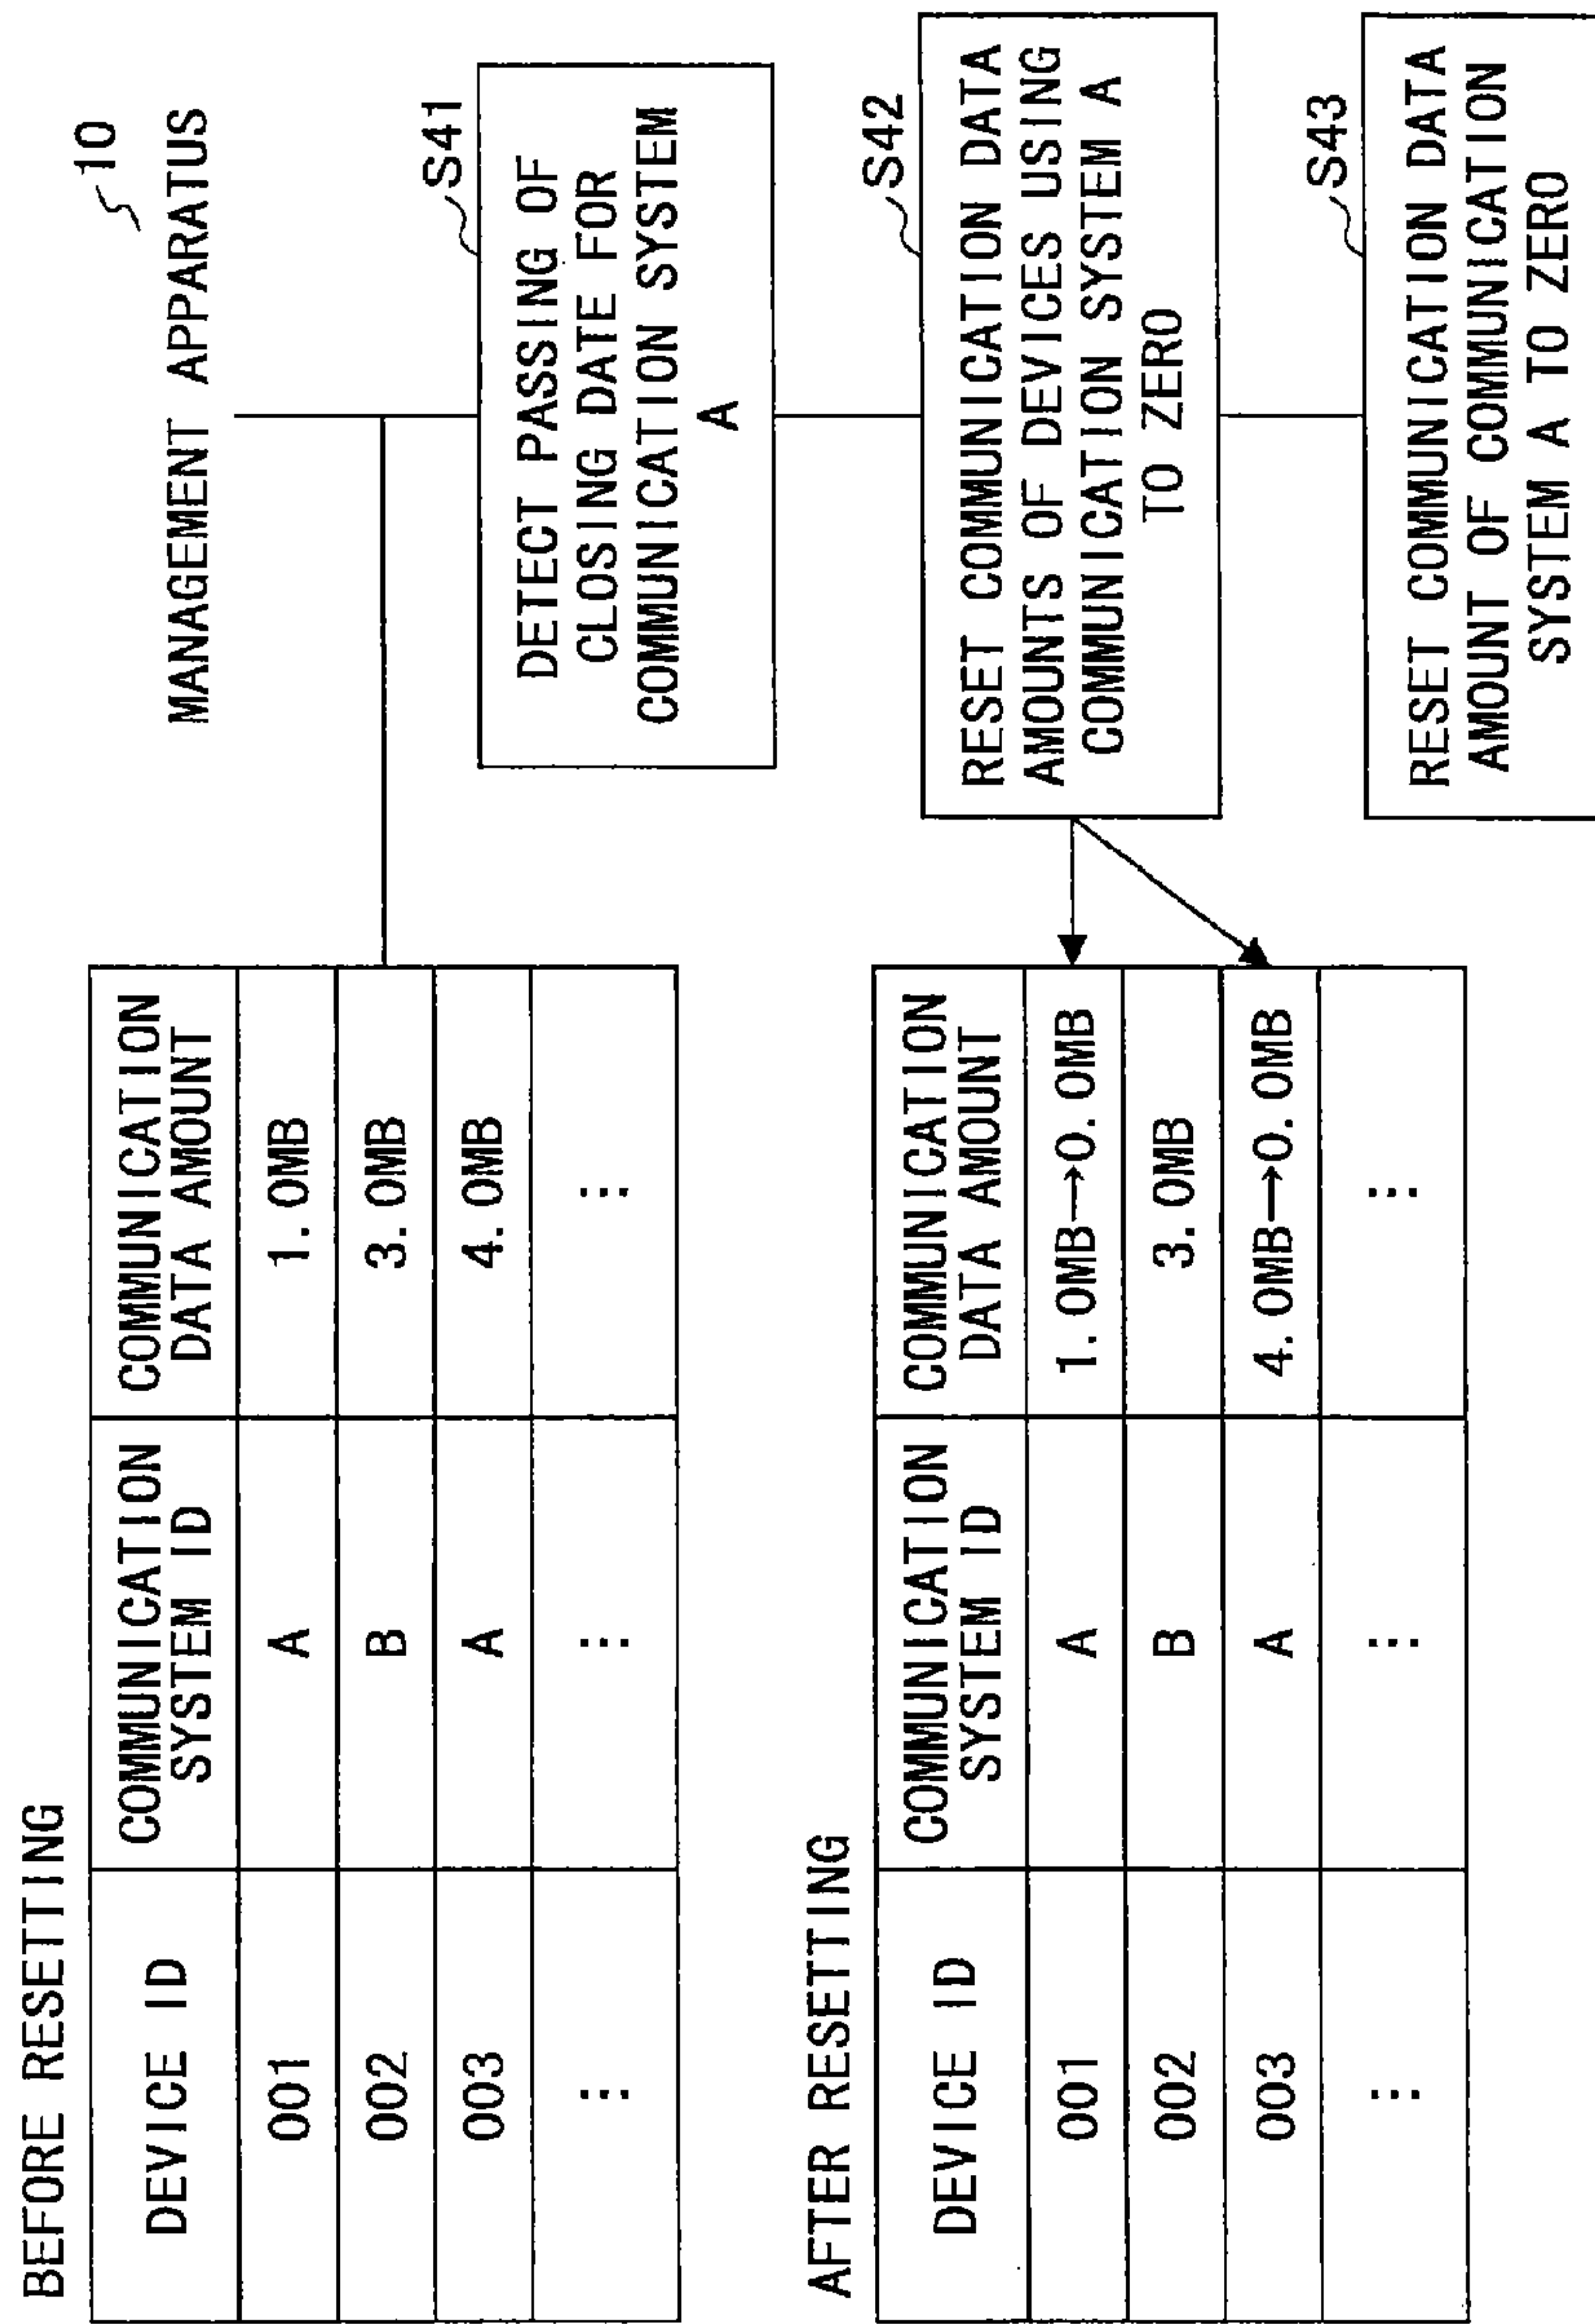 10
MANAGEMENT APPARATUS
BEFORE RESETTING
DEVICE ID
COMMUNICATION
SYSTEM ID
COMMUNICATION
DATA AMOUNT
001
A
1.0MB
002
B
3.0MB
003
A
4.0MB
⋮
⋮
⋮
S41
DETECT PASSING OF
CLOSING DATE FOR
COMMUNICATION SYSTEM
A
AFTER RESETTING
DEVICE ID
COMMUNICATION
SYSTEM ID
COMMUNICATION
DATA AMOUNT
001
A
1.0MB→0.0MB
002
B
3.0MB
003
A
4.0MB→0.0MB
⋮
⋮
⋮
S42
RESET COMMUNICATION DATA
AMOUNTS OF DEVICES USING
COMMUNICATION SYSTEM A
TO ZERO
S43
RESET COMMUNICATION DATA
AMOUNT OF COMMUNICATION
SYSTEM A TO ZERO